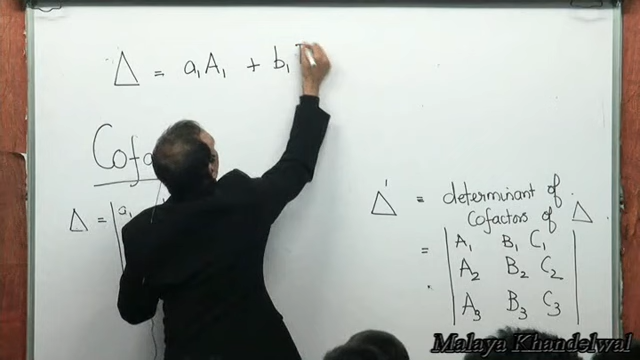 Δ = a₁A₁ + b₁
Cofa
Δ = | a₁
Δ' = determinant of
Cofactors of Δ
= | A₁ B₁ C₁ |
| A₂ B₂ C₂ |
| A₃ B₃ C₃ |
Malaya Khandelwal